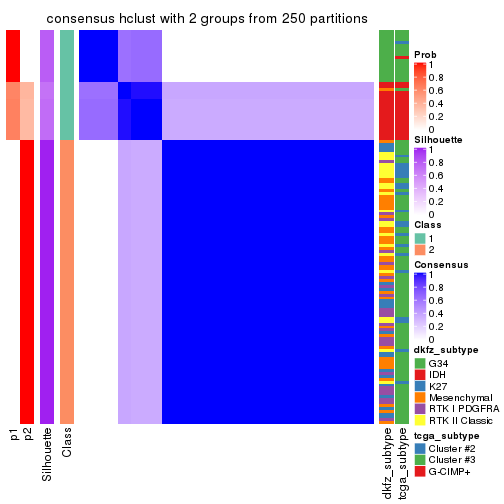 consensus hclust with 2 groups from 250 partitions
Prob
1
0.8
0.6
0.4
0.2
0
Silhouette
1
0.8
0.6
0.4
0.2
0
Class
1
2
Consensus
1
0.8
0.6
0.4
0.2
0
dkfz_subtype
G34
IDH
K27
Mesenchymal
RTK I PDGFRA
RTK II Classic
tcga_subtype
Cluster #2
Cluster #3
G-CIMP+
p1
p2
Silhouette
Class
dkfz_subtype
tcga_subtype